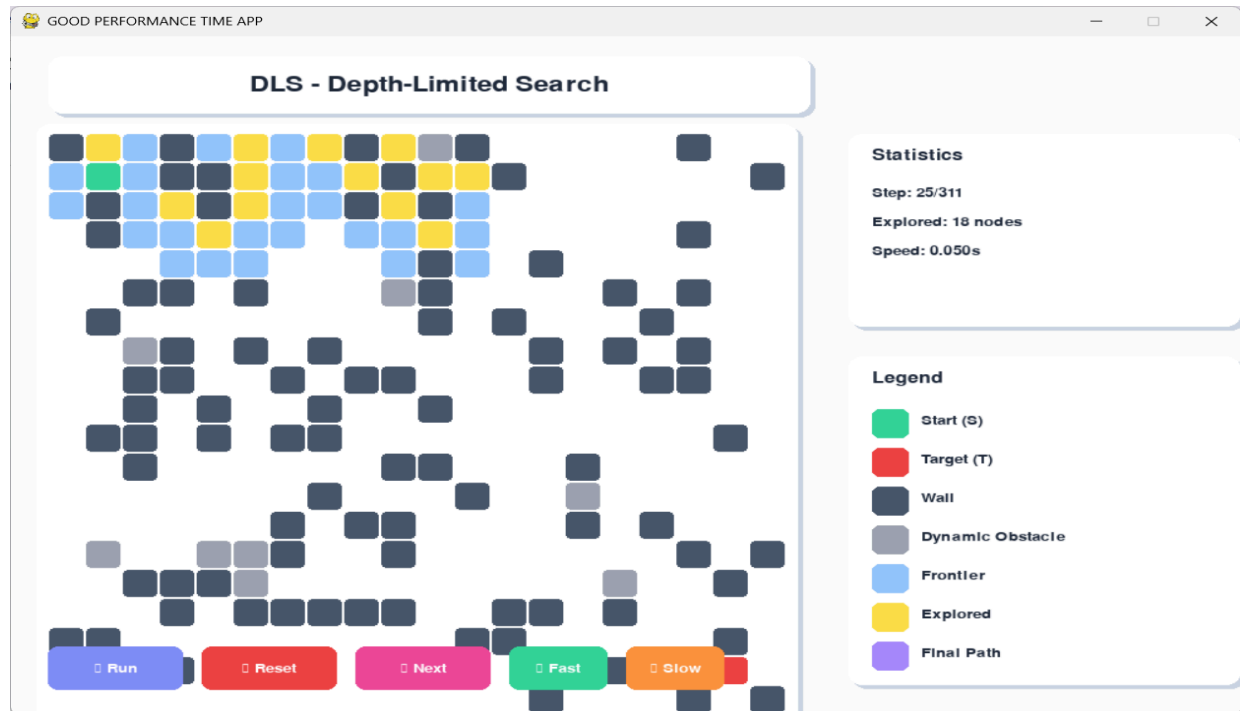 GOOD PERFORMANCE TIME APP
DLS - Depth-Limited Search
Statistics
Step: 25/311
Explored: 18 nodes
Speed: 0.050s
Legend
Start (S)
Target (T)
Wall
Dynamic Obstacle
Frontier
Explored
Final Path
Run
Reset
Next
Fast
Slow